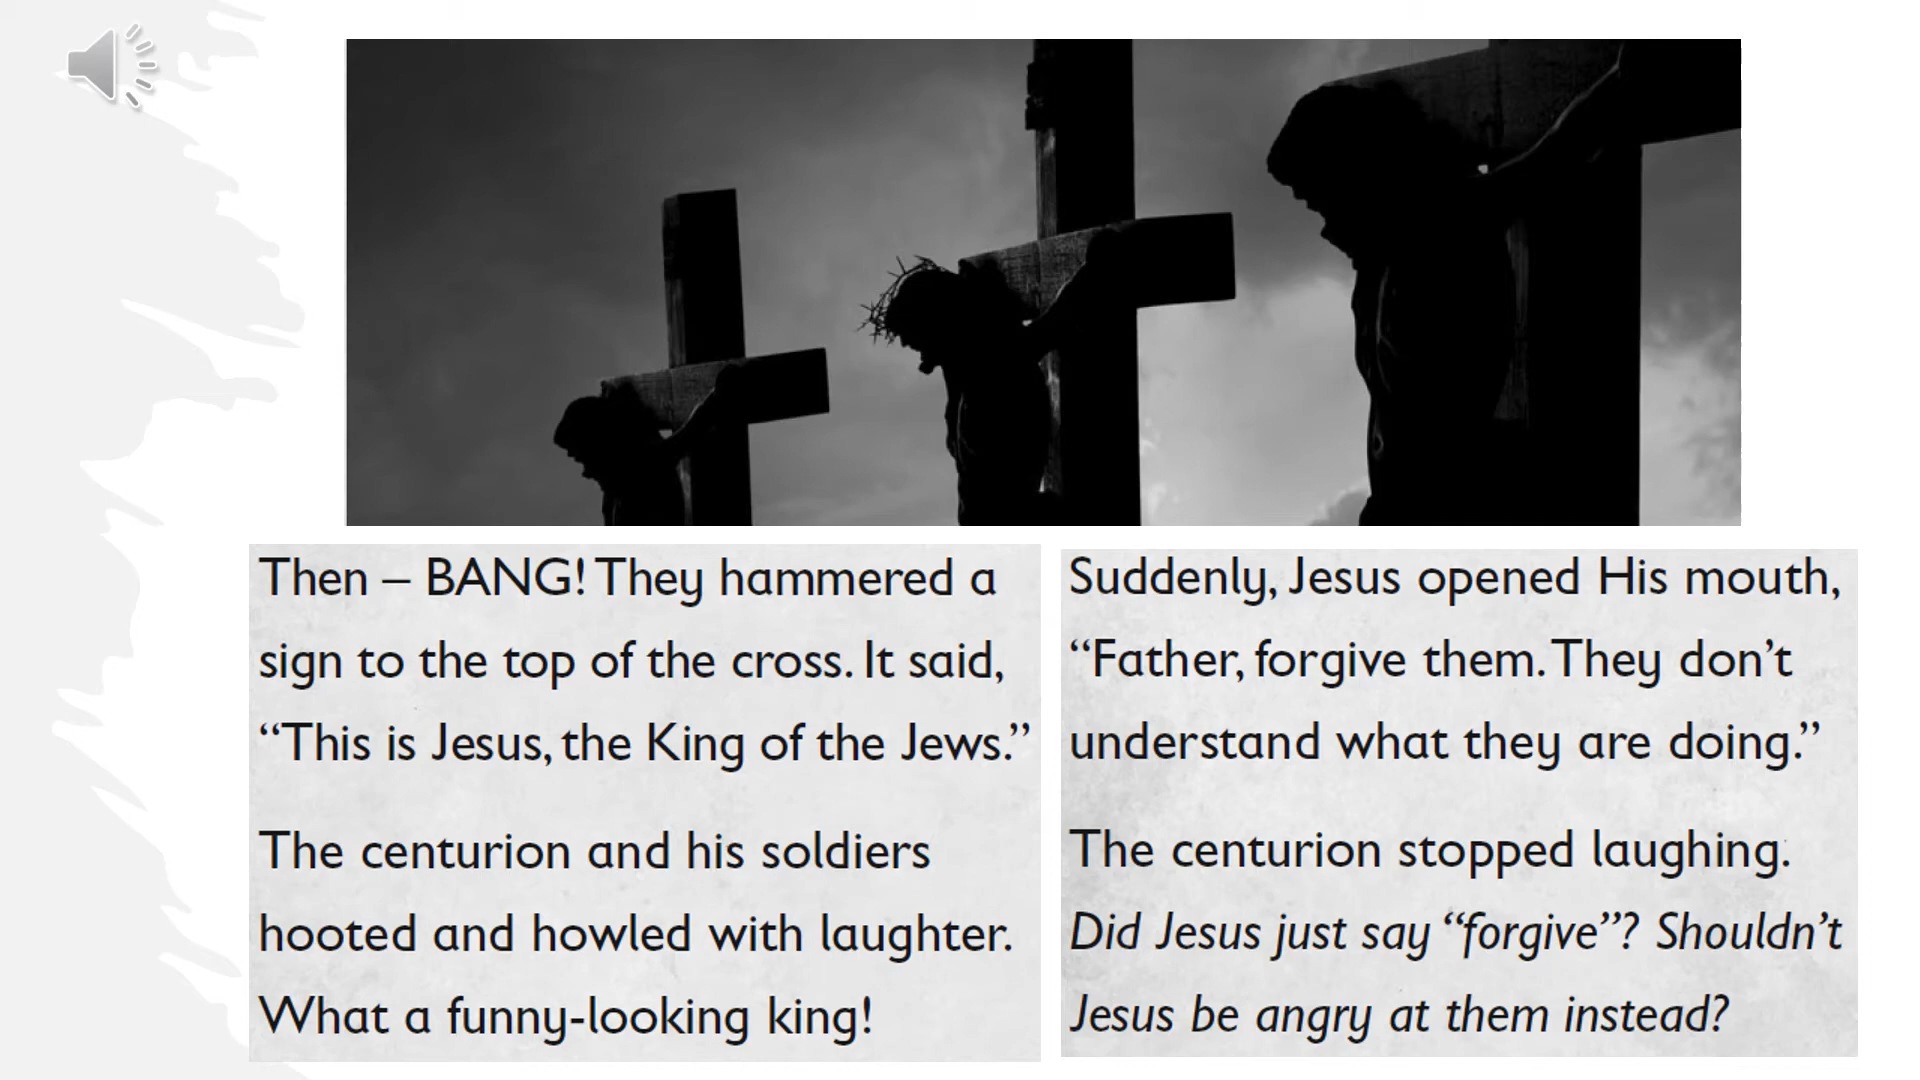 Then – BANG! They hammered a
sign to the top of the cross. It said,
“This is Jesus, the King of the Jews.”
The centurion and his soldiers
hooted and howled with laughter.
What a funny-looking king!
Suddenly, Jesus opened His mouth,
“Father, forgive them. They don’t
understand what they are doing.”
The centurion stopped laughing.
Did Jesus just say “forgive”? Shouldn’t
Jesus be angry at them instead?